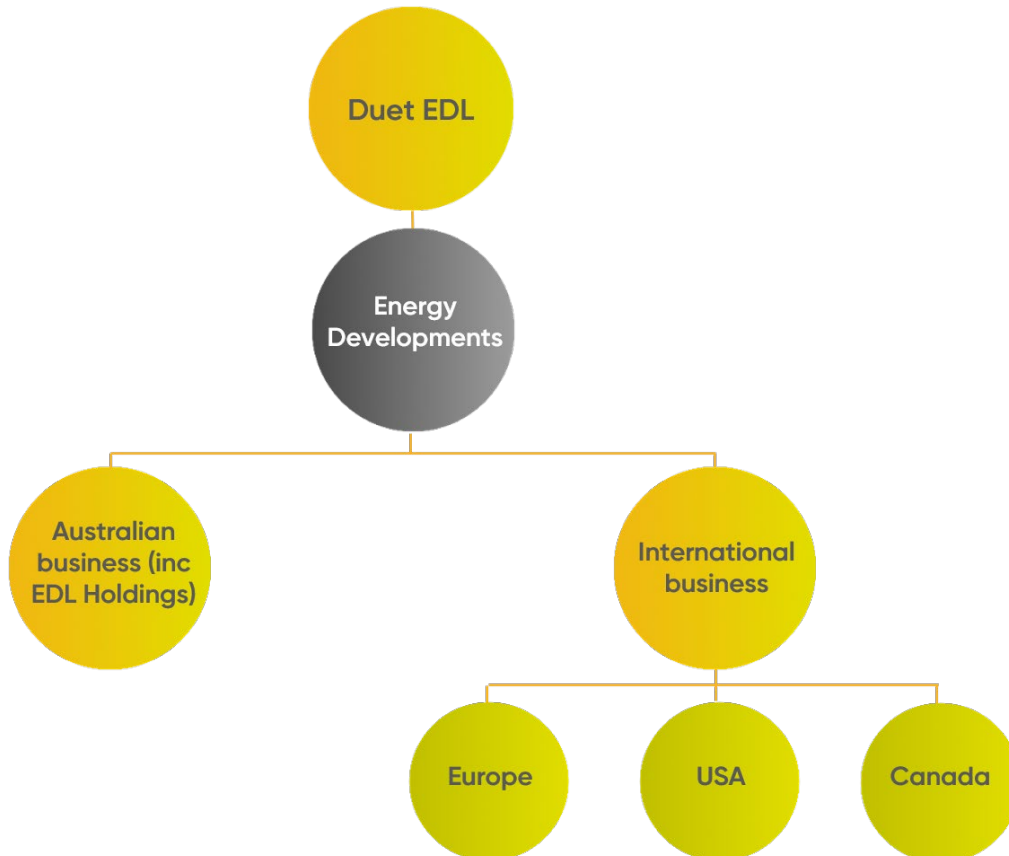 Duet EDL
Energy
Developments
Australian
business (inc
EDL Holdings)
International
business
Europe
USA
Canada